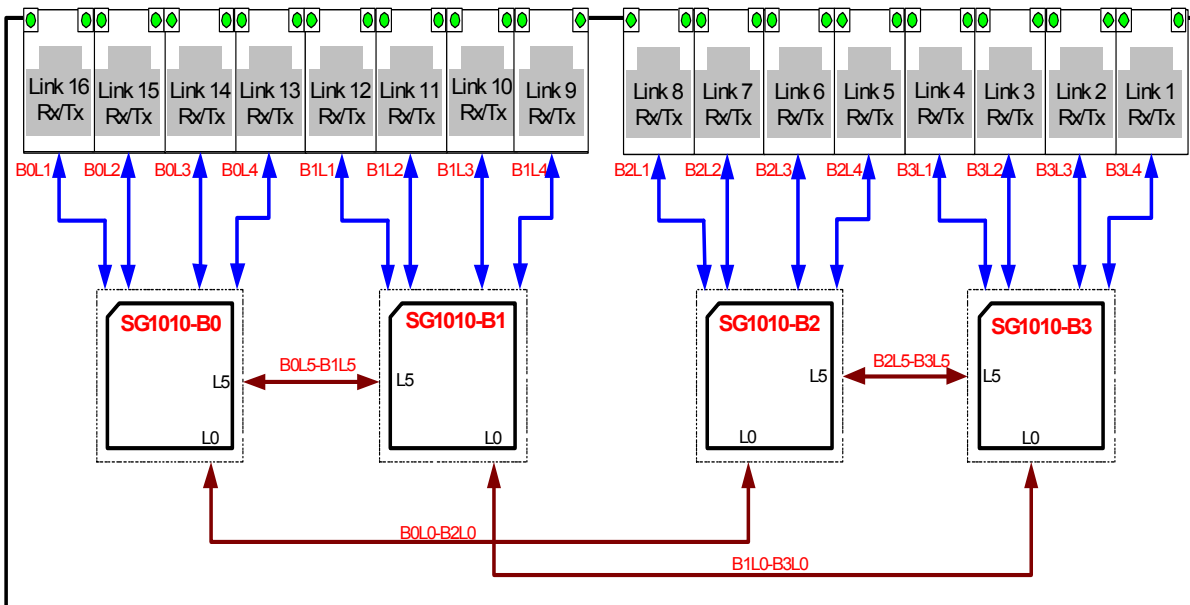 Link 16 Rx/Tx
Link 15 Rx/Tx
Link 14 Rx/Tx
Link 13 Rx/Tx
Link 12 Rx/Tx
Link 11 Rx/Tx
Link 10 Rx/Tx
Link 9 Rx/Tx
Link 8 Rx/Tx
Link 7 Rx/Tx
Link 6 Rx/Tx
Link 5 Rx/Tx
Link 4 Rx/Tx
Link 3 Rx/Tx
Link 2 Rx/Tx
Link 1 Rx/Tx
B0L1 B0L2 B0L3 B0L4 B1L1 B1L2 B1L3 B1L4 B2L1 B2L2 B2L3 B2L4 B3L1 B3L2 B3L3 B3L4
SG1010-B0
L5
L0
B0L5-B1L5
SG1010-B1
L5
L0
SG1010-B2
L5
L0
B2L5-B3L5
SG1010-B3
L5
L0
B0L0-B2L0
B1L0-B3L0